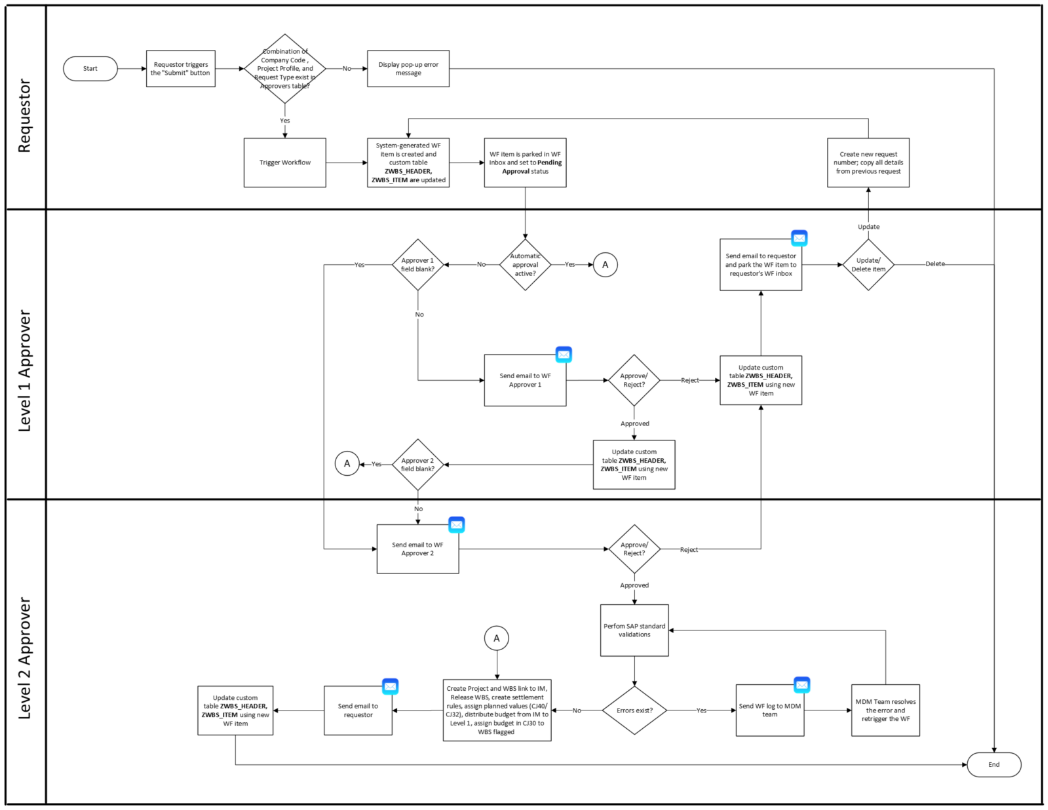 Requestor
Start
Requestor triggers
the "Submit" button
Combination of
Company Code ,
Project Profile, and
Request Type exist in
Approvers table?
No
Display pop-up error
message
Yes
Trigger Workflow
System-generated WF
item is created and
custom table
ZWBS_HEADER,
ZWBS_ITEM are updated
WF item is parked in WF
inbox and set to Pending
Approval status
Create new request
number; copy all details
from previous request
Level 1 Approver
Update
Yes
Approver 1
field blank?
No
Automatic
approval
active?
Yes
A
Send email to requestor
and park the WF item to
requestor's WF inbox
Update/
Delete item
Delete
No
Send email to WF
Approver 1
Approve/
Reject?
Reject
Update custom
table ZWBS_HEADER,
ZWBS_ITEM using new
WF item
Approved
A
Yes
Approver 2
field blank?
Update custom
table ZWBS_HEADER,
ZWBS_ITEM using new
WF item
Level 2 Approver
No
Send email to WF
Approver 2
Approve/
Reject?
Reject
Approved
Perfom SAP standard
validations
A
Update custom
table ZWBS_HEADER,
ZWBS_ITEM using new
WF item
Send email to
requestor
Create Project and WBS link to IM,
Release WBS, create settlement
rules, assign planned values (CJ40/
CJ32), distribute budget from IM to
Level 1, assign budget in CJ30 to
WBS flagged
No
Errors exist?
Yes
Send WF log to MDM
team
MDM Team resolves
the error and
retrigger the WF
End